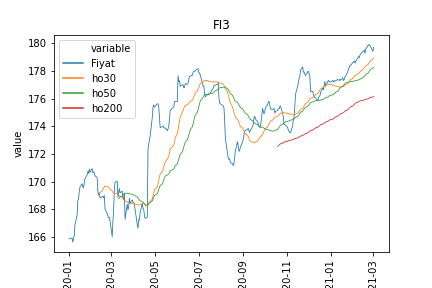 FI3
variable
Fiyat
ho30
ho50
ho200
value
180
178
176
174
172
170
168
166
20-01
20-03
20-05
20-07
20-09
20-11
21-01
21-03